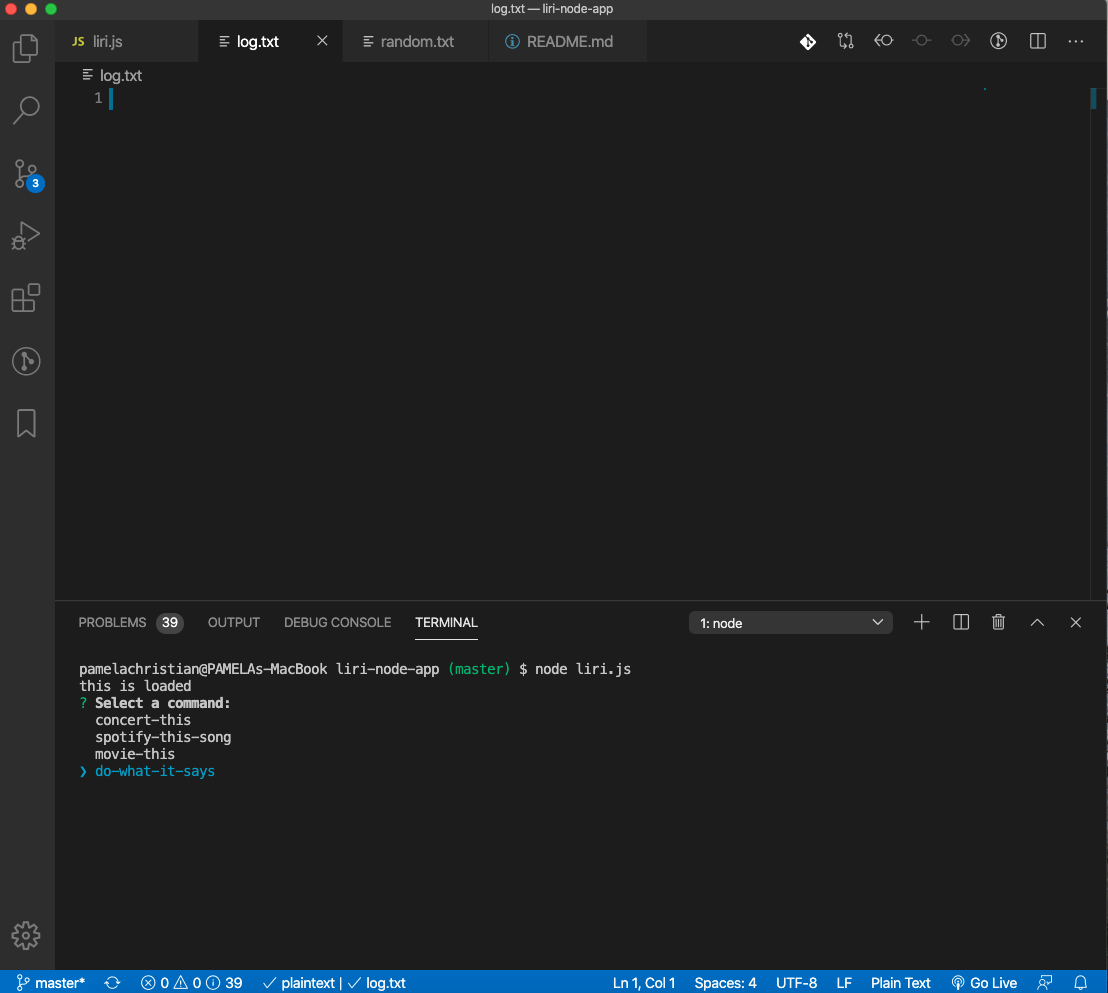 log.txt — liri-node-app
JS liri.js
log.txt
random.txt
README.md
log.txt
1
3
PROBLEMS 39 OUTPUT DEBUG CONSOLE TERMINAL 1: node
pamelachristian@PAMELAs-MacBook liri-node-app (master) $ node liri.js
this is loaded
? Select a command:
concert-this
spotify-this-song
movie-this
❯ do-what-it-says
master* 0 0 39 ✓ plaintext | ✓ log.txt Ln 1, Col 1 Spaces: 4 UTF-8 LF Plain Text Go Live